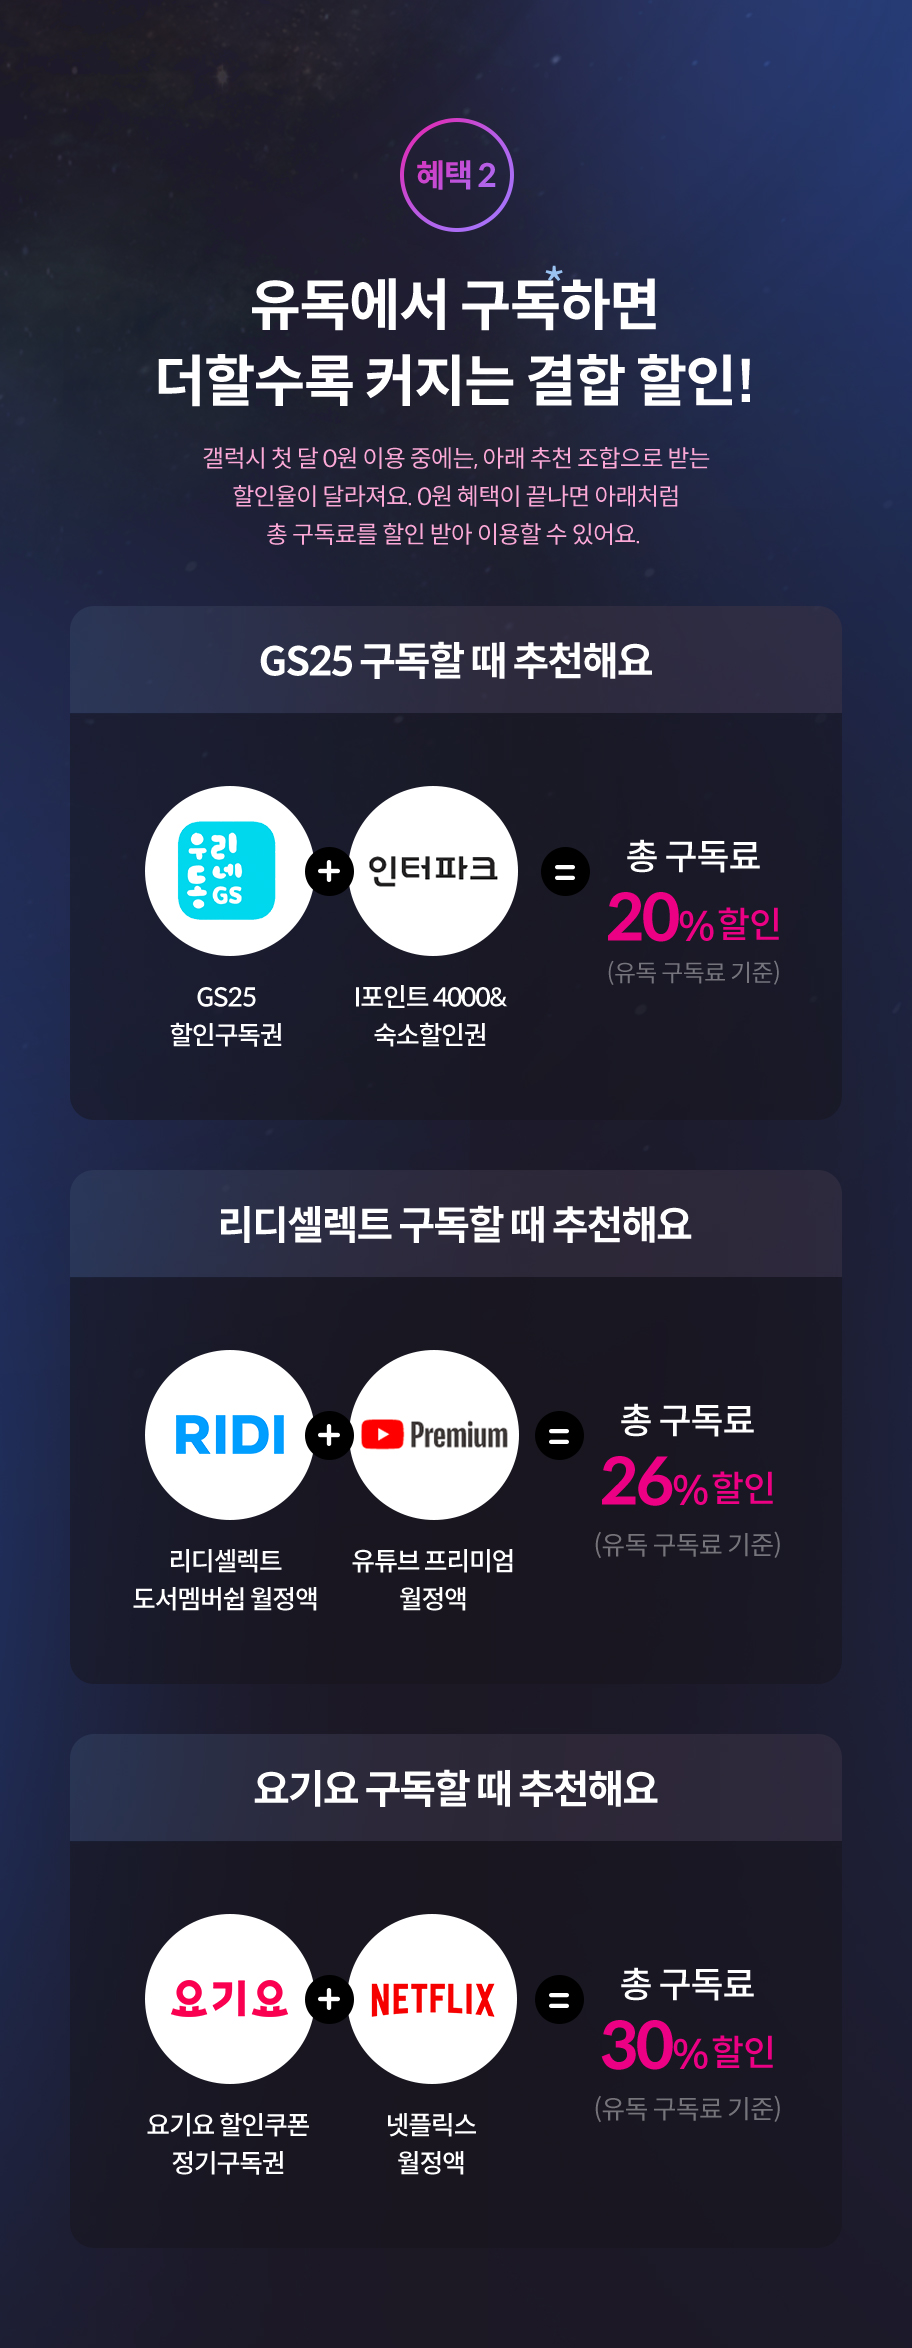 혜택 2
유독에서 구독하면
더할수록 커지는 결합 할인!
갤럭시 첫 달 0원 이용 중에는, 아래 추천 조합으로 받는
할인율이 달라져요. 0원 혜택이 끝나면 아래처럼
총 구독료를 할인 받아 이용할 수 있어요.
GS25 구독할 때 추천해요
우리
동네
GS
+
인터파크
=
총 구독료
20% 할인
(유독 구독료 기준)
GS25
할인구독권
I포인트 4000&
숙소할인권
리디셀렉트 구독할 때 추천해요
RIDI
+
Premium
=
총 구독료
26% 할인
(유독 구독료 기준)
리디셀렉트
도서멤버쉽 월정액
유튜브 프리미엄
월정액
요기요 구독할 때 추천해요
요기요
+
NETFLIX
=
총 구독료
30% 할인
(유독 구독료 기준)
요기요 할인쿠폰
정기구독권
넷플릭스
월정액